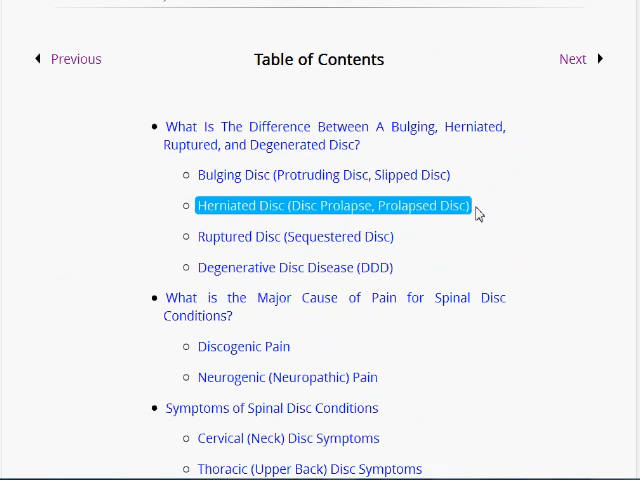 Previous
Table of Contents
Next
What Is The Difference Between A Bulging, Herniated,
Ruptured, and Degenerated Disc?
Bulging Disc (Protruding Disc, Slipped Disc)
Herniated Disc (Disc Prolapse, Prolapsed Disc)
Ruptured Disc (Sequestered Disc)
Degenerative Disc Disease (DDD)
What is the Major Cause of Pain for Spinal Disc
Conditions?
Discogenic Pain
Neurogenic (Neuropathic) Pain
Symptoms of Spinal Disc Conditions
Cervical (Neck) Disc Symptoms
Thoracic (Upper Back) Disc Symptoms